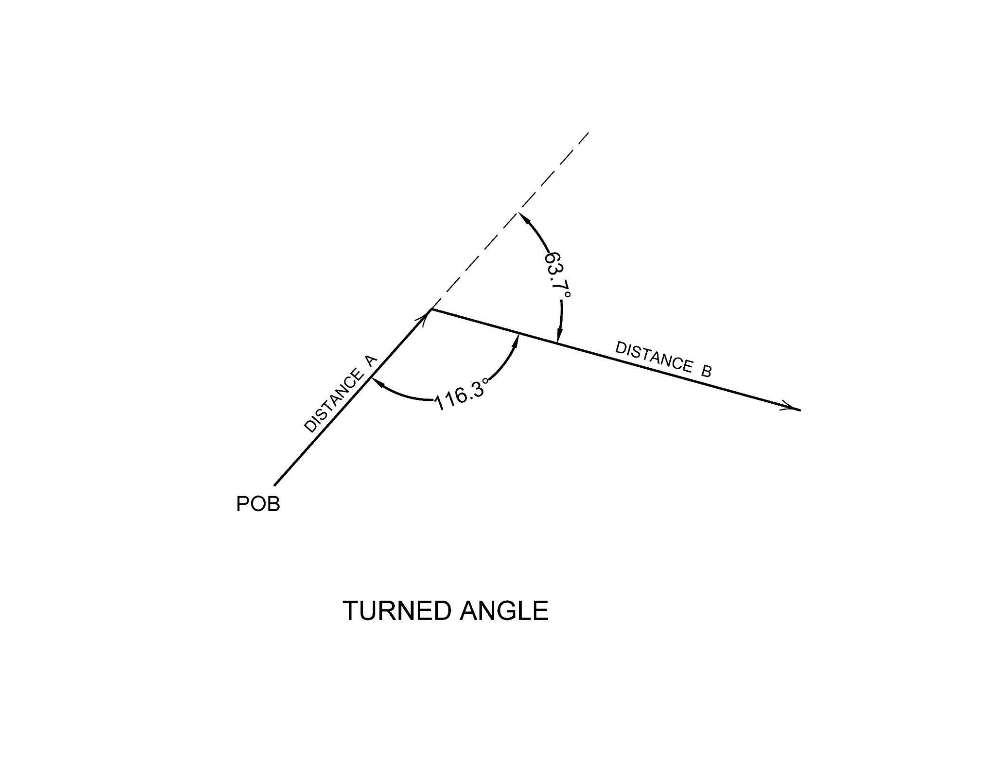 63.7°
DISTANCE B
DISTANCE A
116.3°
POB
TURNED ANGLE